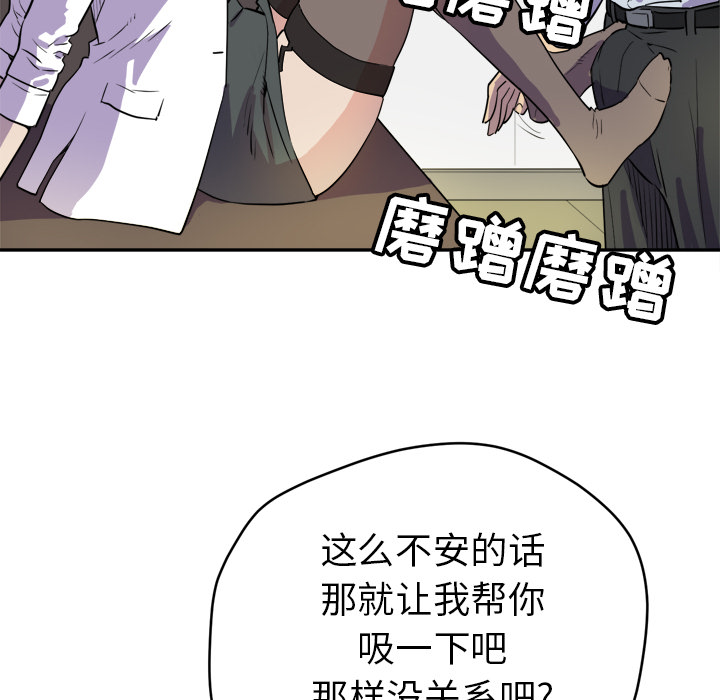 磨蹭
磨蹭磨蹭
这么不安的话
那就让我帮你
吸一下吧
那样没关系吧?